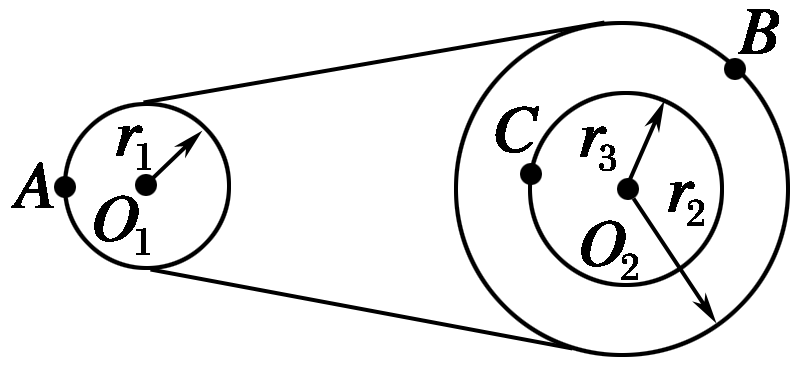 B
r₁
C
r₃
A
r₂
O₁
O₂